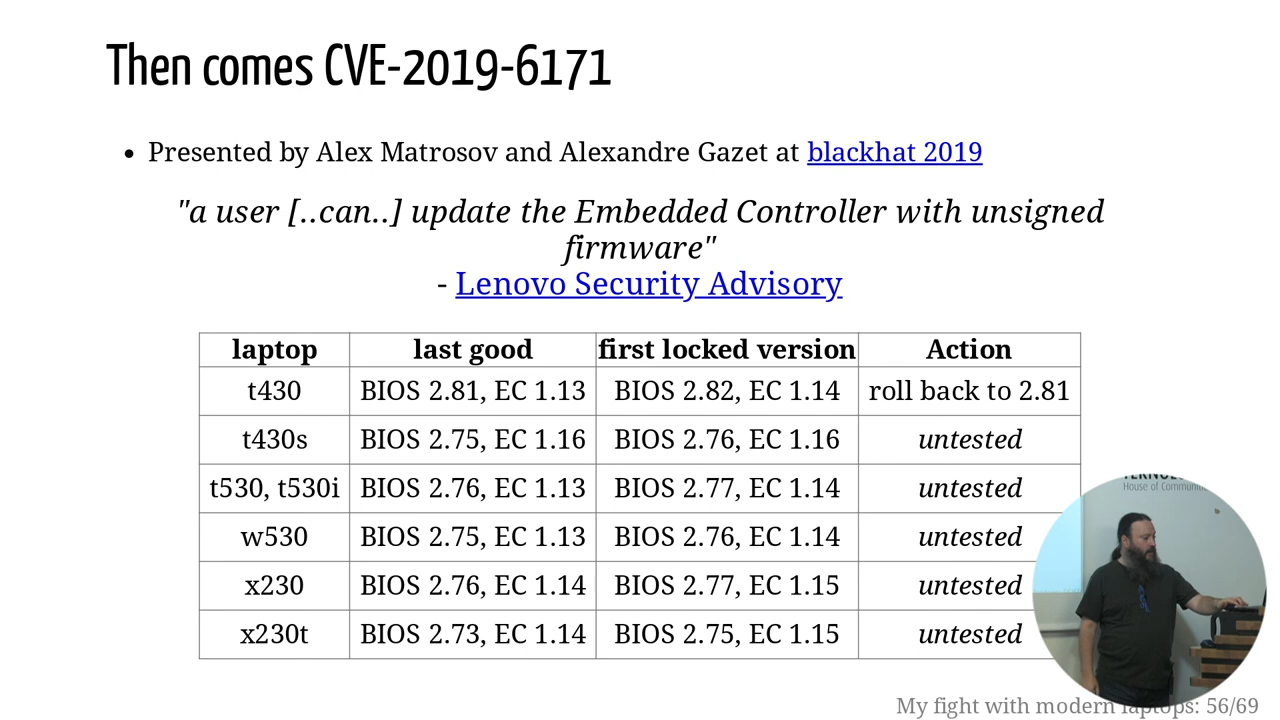 Then comes CVE-2019-6171
• Presented by Alex Matrosov and Alexandre Gazet at blackhat 2019
"a user [..can..] update the Embedded Controller with unsigned
firmware"
- Lenovo Security Advisory
laptop last good first locked version Action
t430 BIOS 2.81, EC 1.13 BIOS 2.82, EC 1.14 roll back to 2.81
t430s BIOS 2.75, EC 1.16 BIOS 2.76, EC 1.16 untested
t530, t530i BIOS 2.76, EC 1.13 BIOS 2.77, EC 1.14 untested
w530 BIOS 2.75, EC 1.13 BIOS 2.76, EC 1.14 untested
x230 BIOS 2.76, EC 1.14 BIOS 2.77, EC 1.15 untested
x230t BIOS 2.73, EC 1.14 BIOS 2.75, EC 1.15 untested
House of
My fight with modern laptops: 56/69